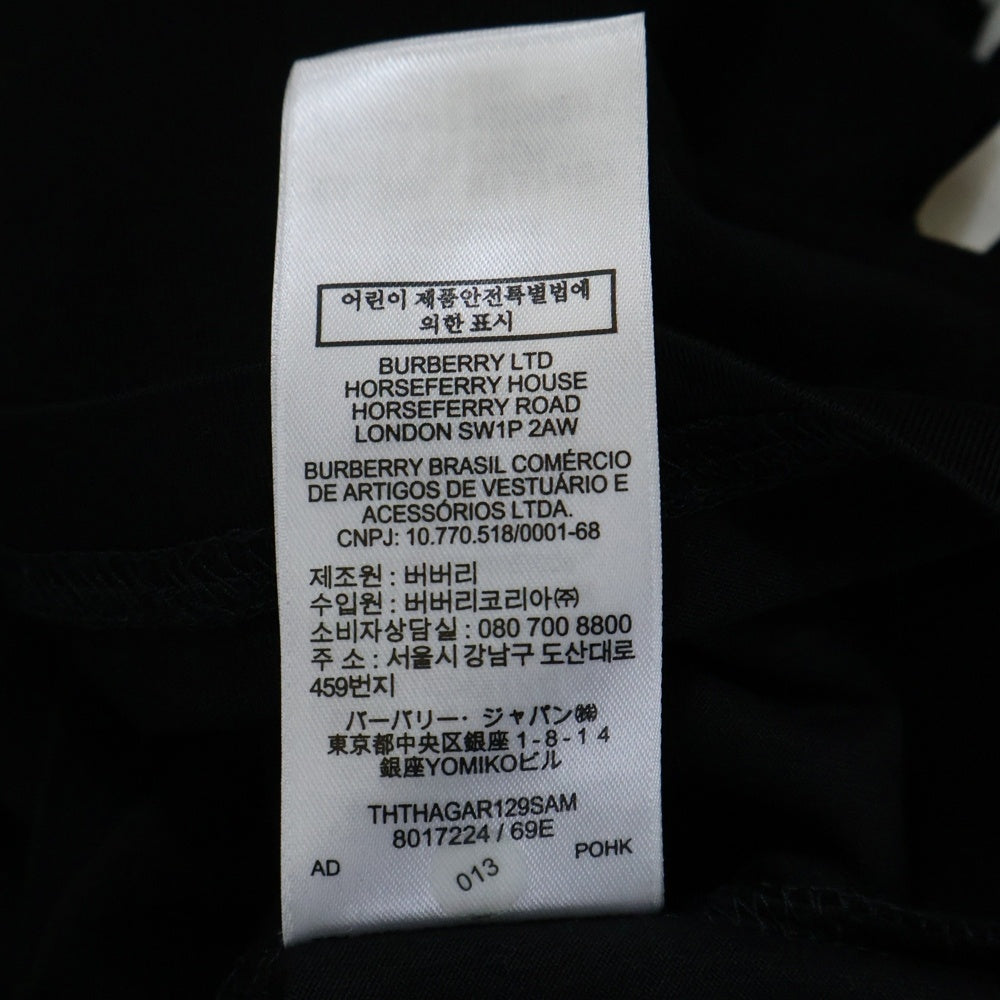 어린이 제품안전특별법에
의한 표시
BURBERRY LTD
HORSEFERRY HOUSE
HORSEFERRY ROAD
LONDON SW1P 2AW
BURBERRY BRASIL COMÉRCIO
DE ARTIGOS DE VESTUÁRIO E
ACESSÓRIOS LTDA.
CNPJ: 10.770.518/0001-68
제조원 : 버버리
수입원 : 버버리코리아㈜
소비자상담실 : 080 700 8800
주 소 : 서울시 강남구 도산대로
459번지
バーバリー・ジャパン㈱
東京都中央区銀座 1-8-14
銀座YOMIKOビル
THTHAGAR129SAM
8017224 / 69E
AD
013
POHK